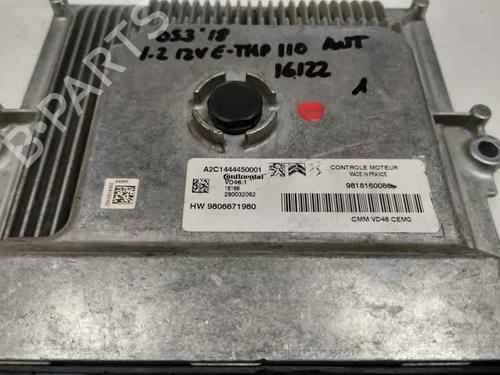 DS3 '18
1.2 12V E-THP 110 AUT
16122
1
A2C1444450001
Continental
VD46.1
18166
280032062
HW 9806671980
CONTROLE MOTEUR
MADE IN FRANCE
CMM VD46 CEM0
B-PARTS